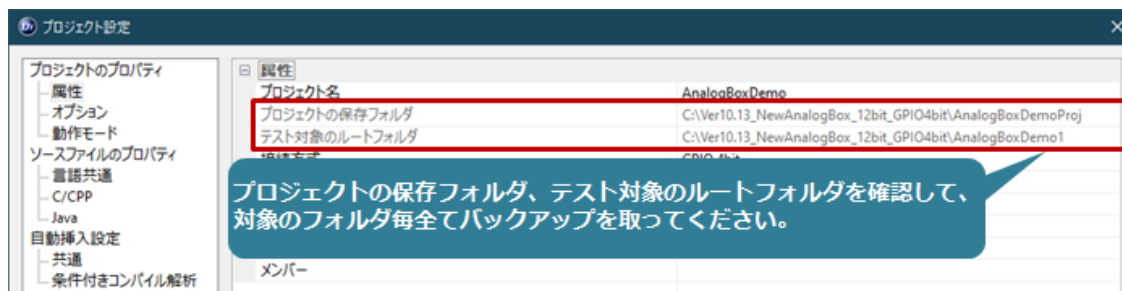 プロジェクト設定
プロジェクトのプロパティ
属性
オプション
動作モード
ソースファイルのプロパティ
言語共通
C/CPP
Java
自動挿入設定
共通
条件付きコンパイル解析
属性
プロジェクト名 AnalogBoxDemo
プロジェクトの保存フォルダ C:\Ver10.13_NewAnalogBox_12bit_GPIO4bit\AnalogBoxDemoProj
テスト対象のルートフォルダ C:\Ver10.13_NewAnalogBox_12bit_GPIO4bit\AnalogBoxDemo1
接続方式 GPIO 4bit
プロジェクトの保存フォルダ、テスト対象のルートフォルダを確認して、
対象のフォルダ毎全てバックアップを取ってください。
メンバー